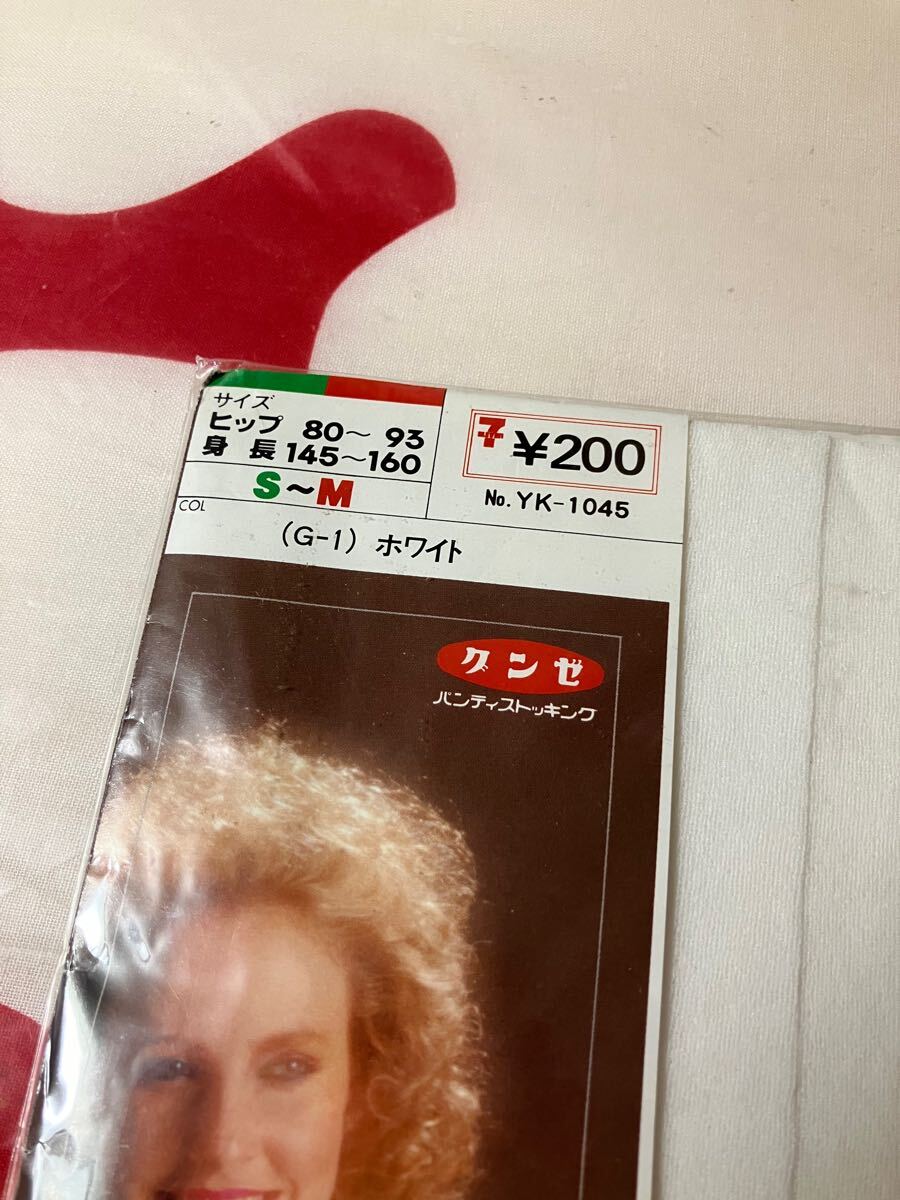 サイズ
ヒップ 80～ 93
身長 145～160
S～M
COL
(G-1) ホワイト
7
¥200
No. YK-1045
グンゼ
パンティストッキング